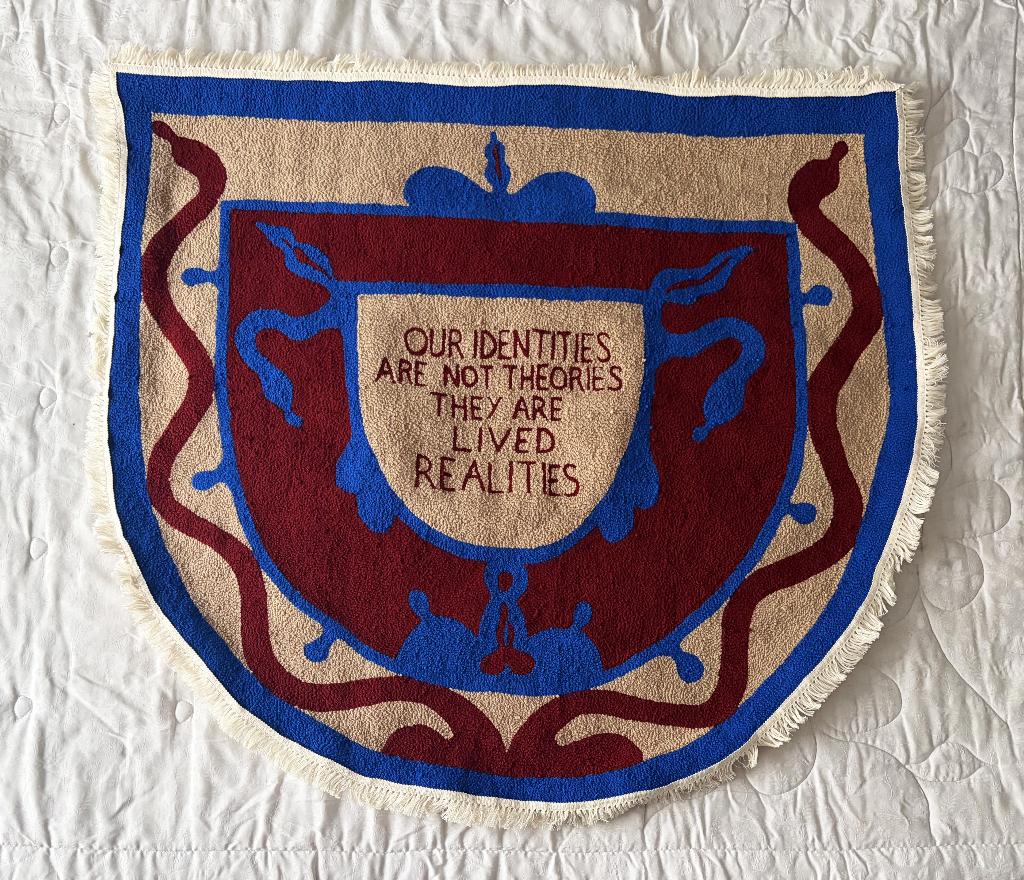 OUR IDENTITIES
ARE NOT THEORIES
THEY ARE
LIVED
REALITIES